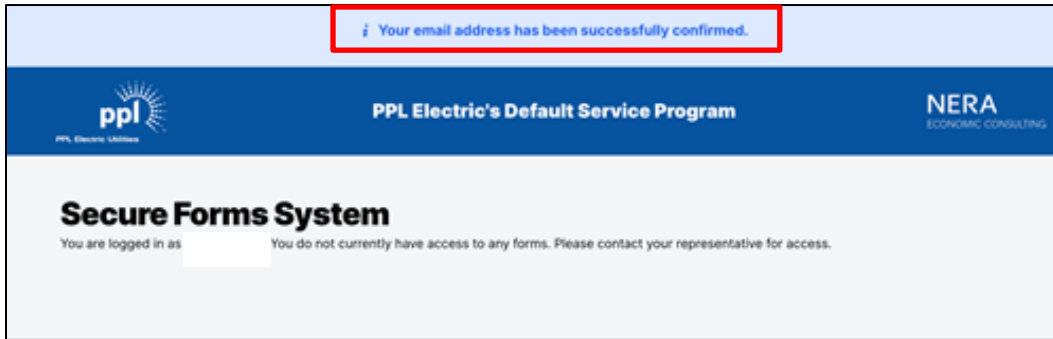 i Your email address has been successfully confirmed.
ppl
PPL Electric Utilities
PPL Electric's Default Service Program
NERA
ECONOMIC CONSULTING
Secure Forms System
You are logged in as You do not currently have access to any forms. Please contact your representative for access.